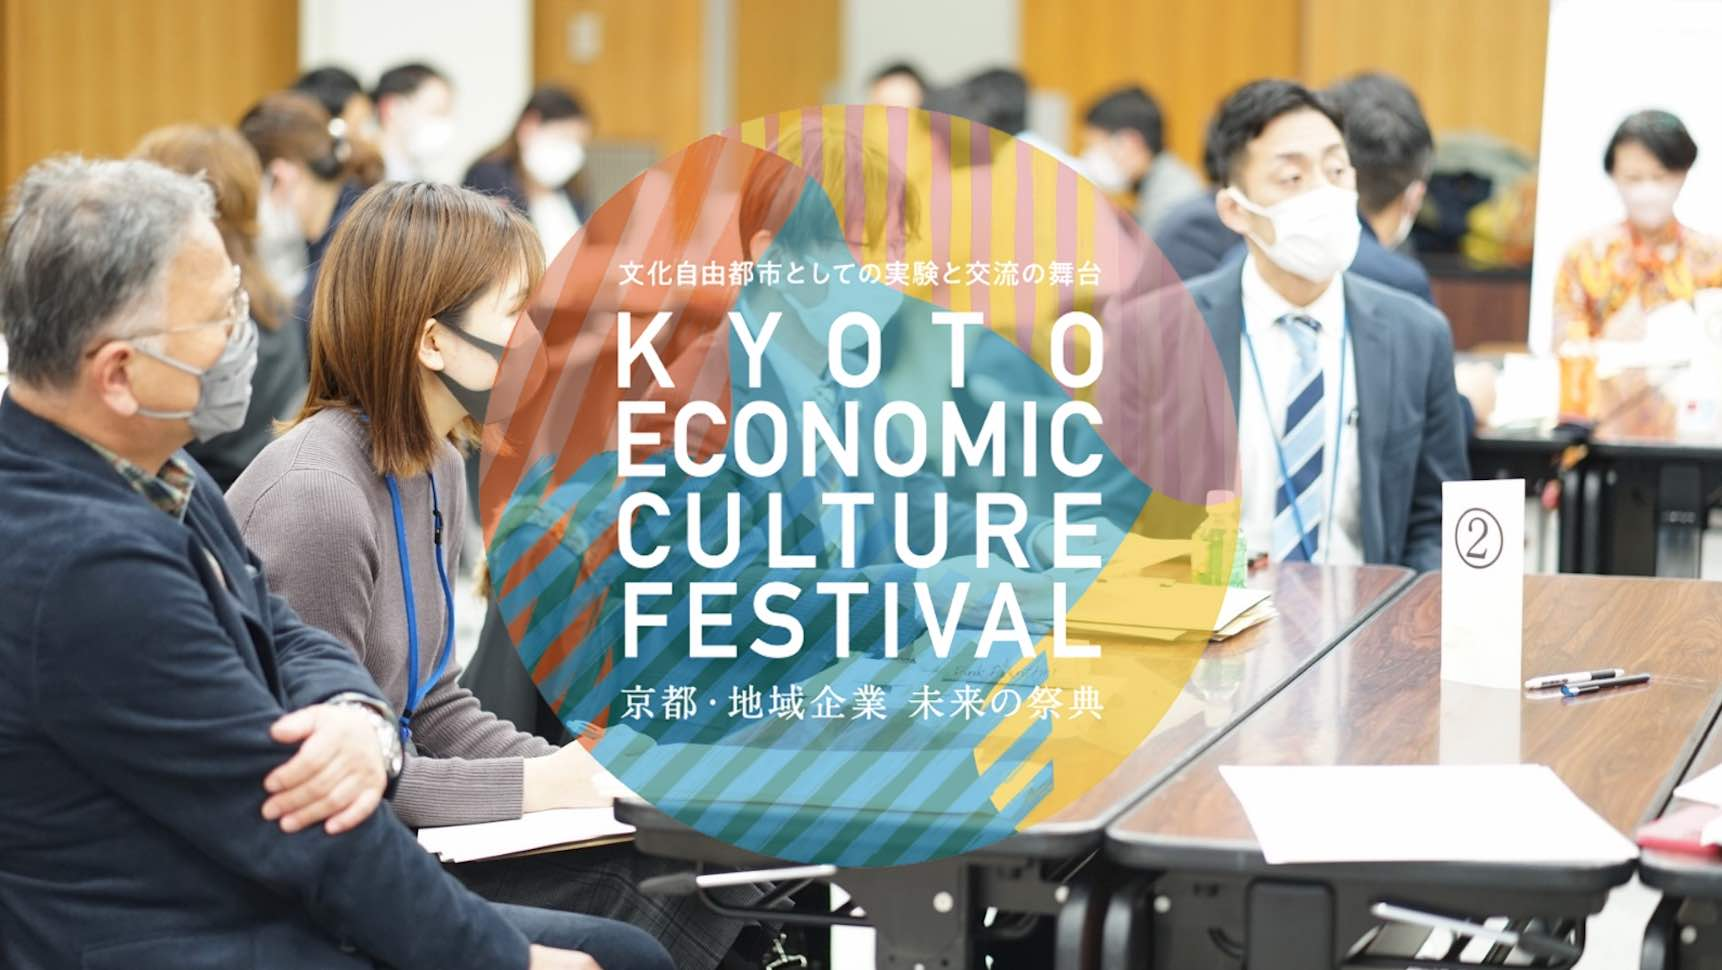 文化自由都市としての実験と交流の舞台
KYOTO
ECONOMIC
CULTURE
FESTIVAL
京都・地域企業 未来の祭典
②